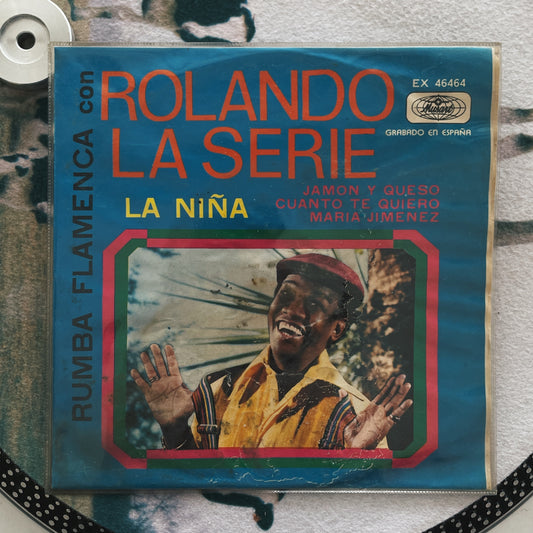 RUMBA FLAMENCA con
ROLANDO
LA SERIE
EX 46464
Musart
GRABADO EN ESPAÑA
LA NIÑA
JAMON Y QUESO
CUANTO TE QUIERO
MARIA JIMENEZ